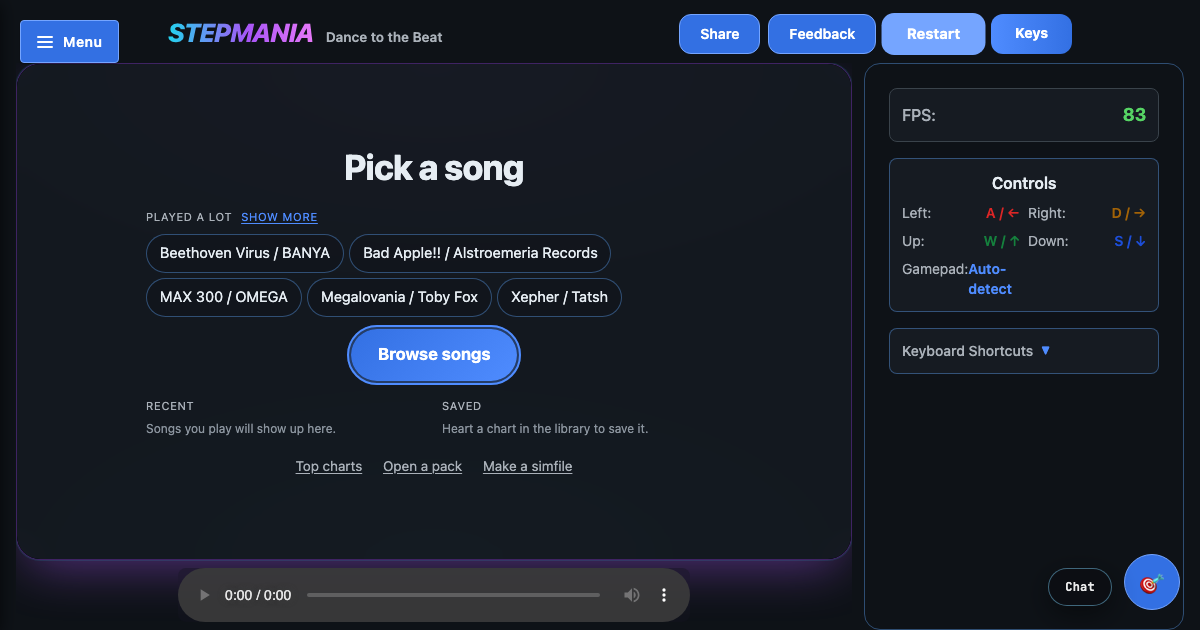 Menu
STEPMANIA Dance to the Beat
Share
Feedback
Restart
Keys
Pick a song
PLAYED A LOT SHOW MORE
Beethoven Virus / BANYA
Bad Apple!! / Alstroemeria Records
MAX 300 / OMEGA
Megalovania / Toby Fox
Xepher / Tatsh
Browse songs
RECENT
Songs you play will show up here.
SAVED
Heart a chart in the library to save it.
Top charts
Open a pack
Make a simfile
0:00 / 0:00
FPS: 83
Controls
Left: A / ← Right: D / →
Up: W / ↑ Down: S / ↓
Gamepad: Auto-
detect
Keyboard Shortcuts ▼
Chat